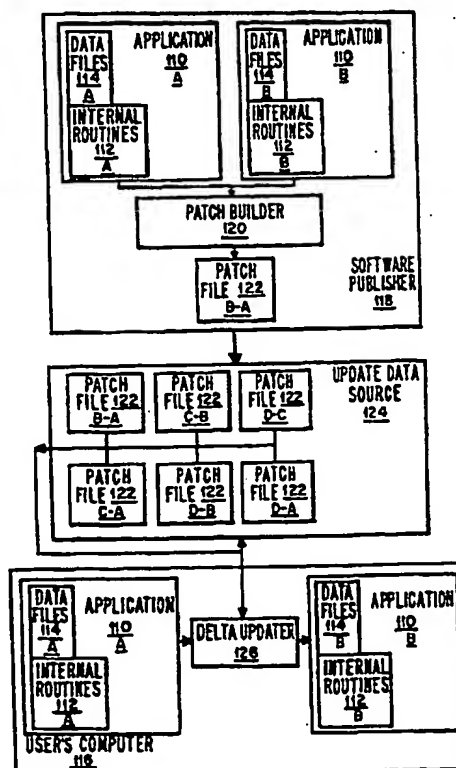 DATA
FILES
114
A
APPLICATION
110
A
INTERNAL
ROUTINES
112
A
DATA
FILES
114
B
APPLICATION
110
B
INTERNAL
ROUTINES
112
B
PATCH BUILDER
120
PATCH
FILE 122
B-A
SOFTWARE
PUBLISHER
118
PATCH
FILE 122
B-A
PATCH
FILE 122
C-B
PATCH
FILE 122
D-C
UPDATE DATA
SOURCE
124
PATCH
FILE 122
C-A
PATCH
FILE 122
D-B
PATCH
FILE 122
D-A
DATA
FILES
114
A
APPLICATION
110
A
INTERNAL
ROUTINES
112
A
USER'S COMPUTER
116
DELTA UPDATER
126
DATA
FILES
114
B
APPLICATION
110
B
INTERNAL
ROUTINES
112
B